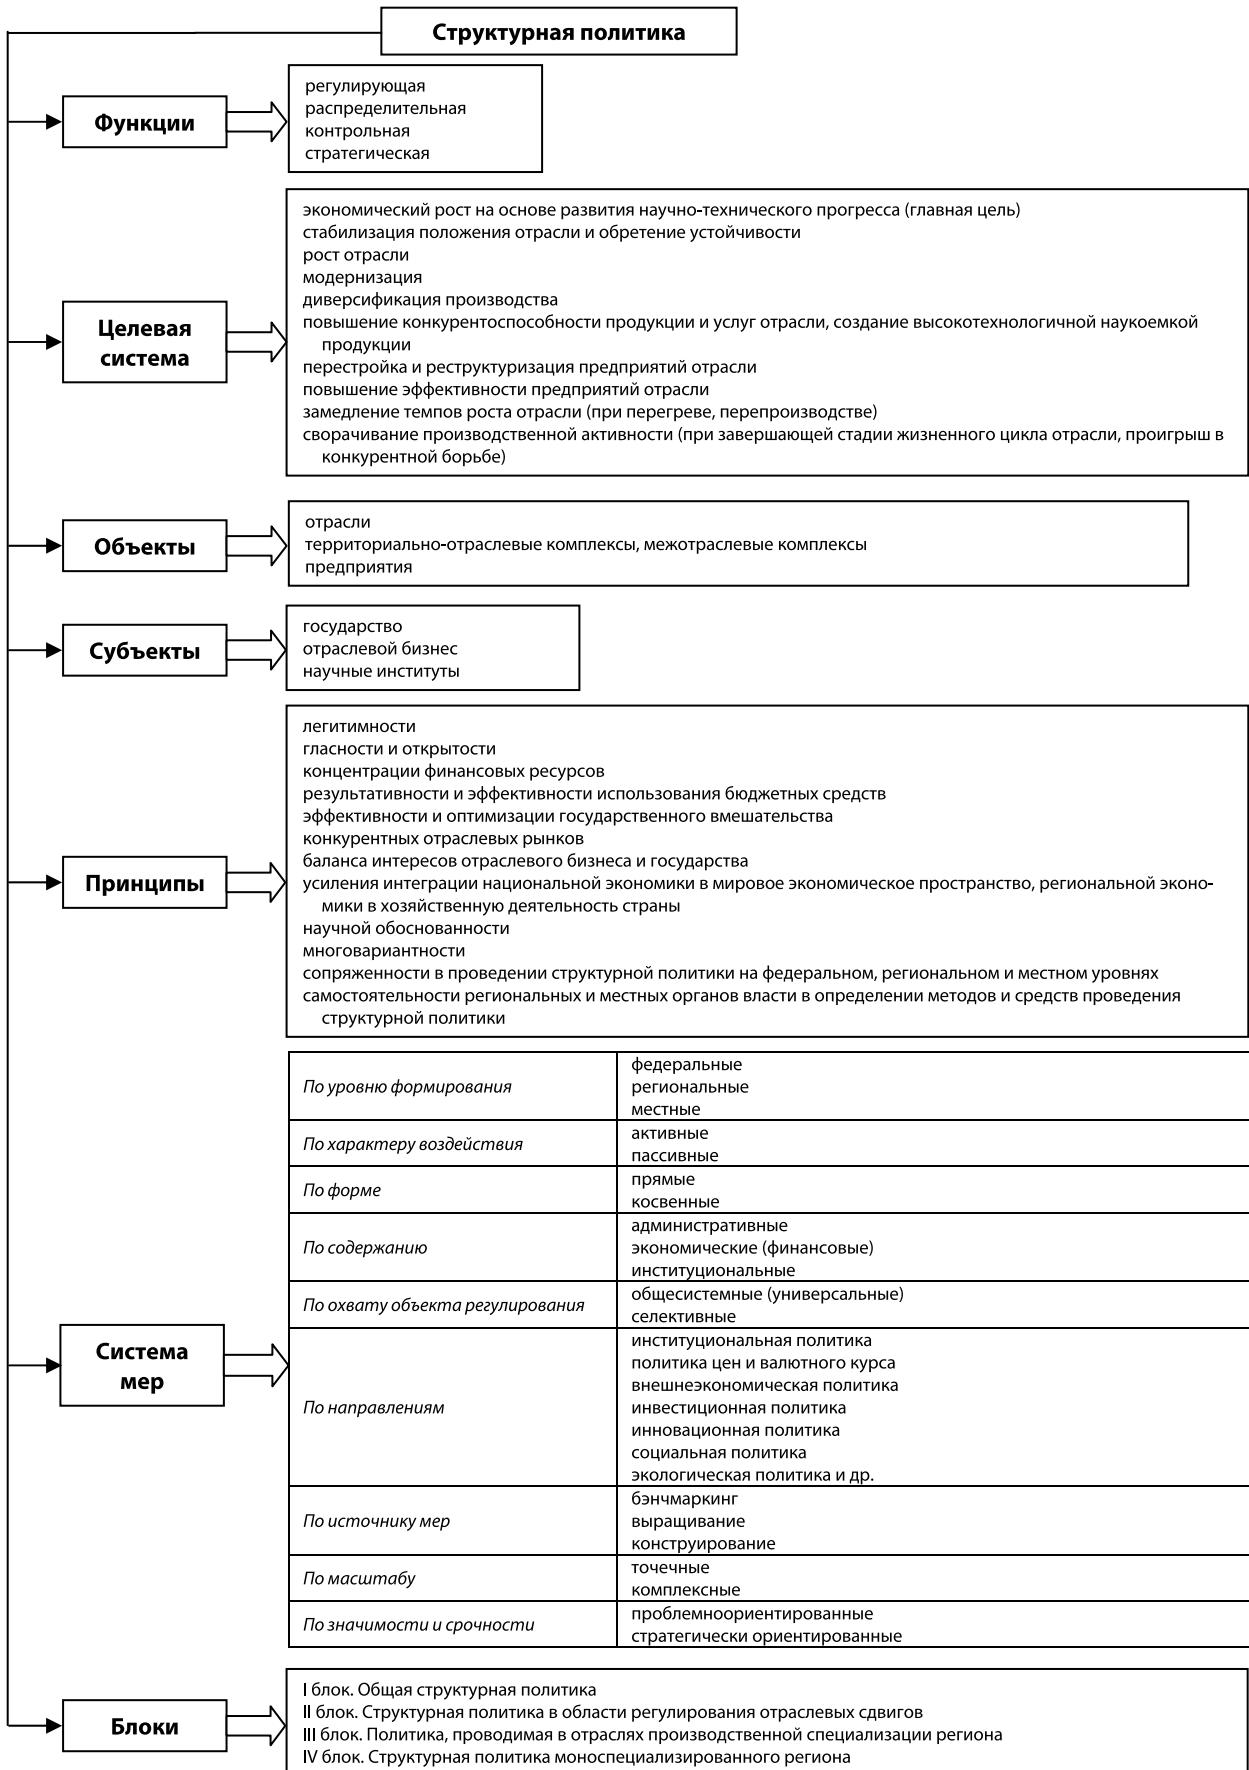 Структурная политика
Функции
регулирующая
распределительная
контрольная
стратегическая
Целевая
система
экономический рост на основе развития научно-технического прогресса (главная цель)
стабилизация положения отрасли и обретение устойчивости
рост отрасли
модернизация
диверсификация производства
повышение конкурентоспособности продукции и услуг отрасли, создание высокотехнологичной наукоемкой
продукции
перестройка и реструктуризация предприятий отрасли
повышение эффективности предприятий отрасли
замедление темпов роста отрасли (при перегреве, перепроизводстве)
сворачивание производственной активности (при завершающей стадии жизненного цикла отрасли, проигрыш в
конкурентной борьбе)
Объекты
отрасли
территориально-отраслевые комплексы, межотраслевые комплексы
предприятия
Субъекты
государство
отраслевой бизнес
научные институты
Принципы
легитимности
гласности и открытости
концентрации финансовых ресурсов
результативности и эффективности использования бюджетных средств
эффективности и оптимизации государственного вмешательства
конкурентных отраслевых рынков
баланса интересов отраслевого бизнеса и государства
усиления интеграции национальной экономики в мировое экономическое пространство, региональной эконо-
мики в хозяйственную деятельность страны
научной обоснованности
многовариантности
сопряженности в проведении структурной политики на федеральном, региональном и местном уровнях
самостоятельности региональных и местных органов власти в определении методов и средств проведения
структурной политики
Система
мер
По уровню формирования
федеральные
региональные
местные
По характеру воздействия
активные
пассивные
По форме
прямые
косвенные
По содержанию
административные
экономические (финансовые)
институциональные
По охвату объекта регулирования
общесистемные (универсальные)
селективные
По направлениям
институциональная политика
политика цен и валютного курса
внешнеэкономическая политика
инвестиционная политика
инновационная политика
социальная политика
экологическая политика и др.
По источнику мер
бэнчмаркинг
выращивание
конструирование
По масштабу
точечные
комплексные
По значимости и срочности
проблемноориентированные
стратегически ориентированные
Блоки
I блок. Общая структурная политика
II блок. Структурная политика в области регулирования отраслевых сдвигов
III блок. Политика, проводимая в отраслях производственной специализации региона
IV блок. Структурная политика моноспециализированного региона